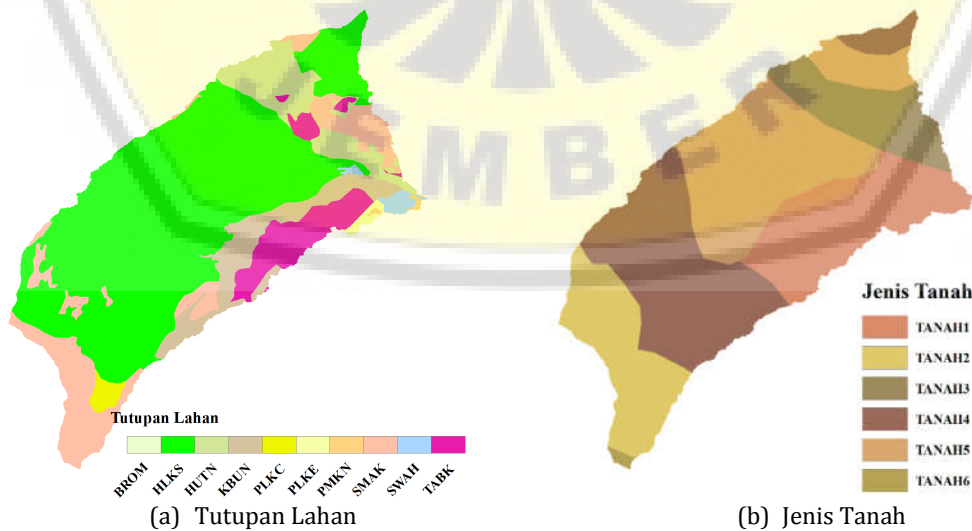 EMBER
Tutupan Lahan
BROM
HLKS
HUTN
KBUN
PLKC
PLKE
PMKN
SMAK
SWAH
TABK
Jenis Tanah
TANAH1
TANAH2
TANAH3
TANAH4
TANAH5
TANAH6
(a) Tutupan Lahan
(b) Jenis Tanah